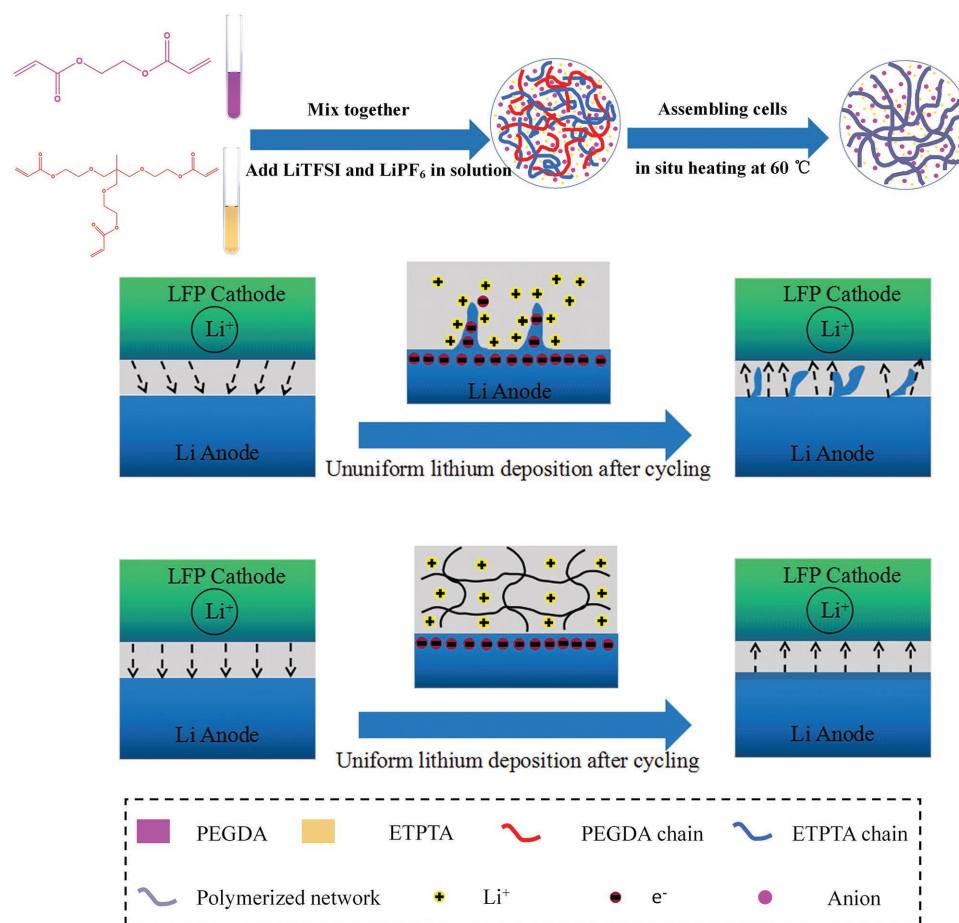 O
O
O
O
Mix together
Assembling cells
Add LiTFSI and LiPF6 in solution
in situ heating at 60 ℃
O
O
O
O
O
O
O
O
O
LFP Cathode
Li+
Li Anode
Li Anode
Ununiform lithium deposition after cycling
LFP Cathode
Li+
Li Anode
LFP Cathode
Li+
Li Anode
Uniform lithium deposition after cycling
LFP Cathode
Li+
Li Anode
PEGDA
ETPTA
PEGDA chain
ETPTA chain
Polymerized network
Li+
e-
Anion